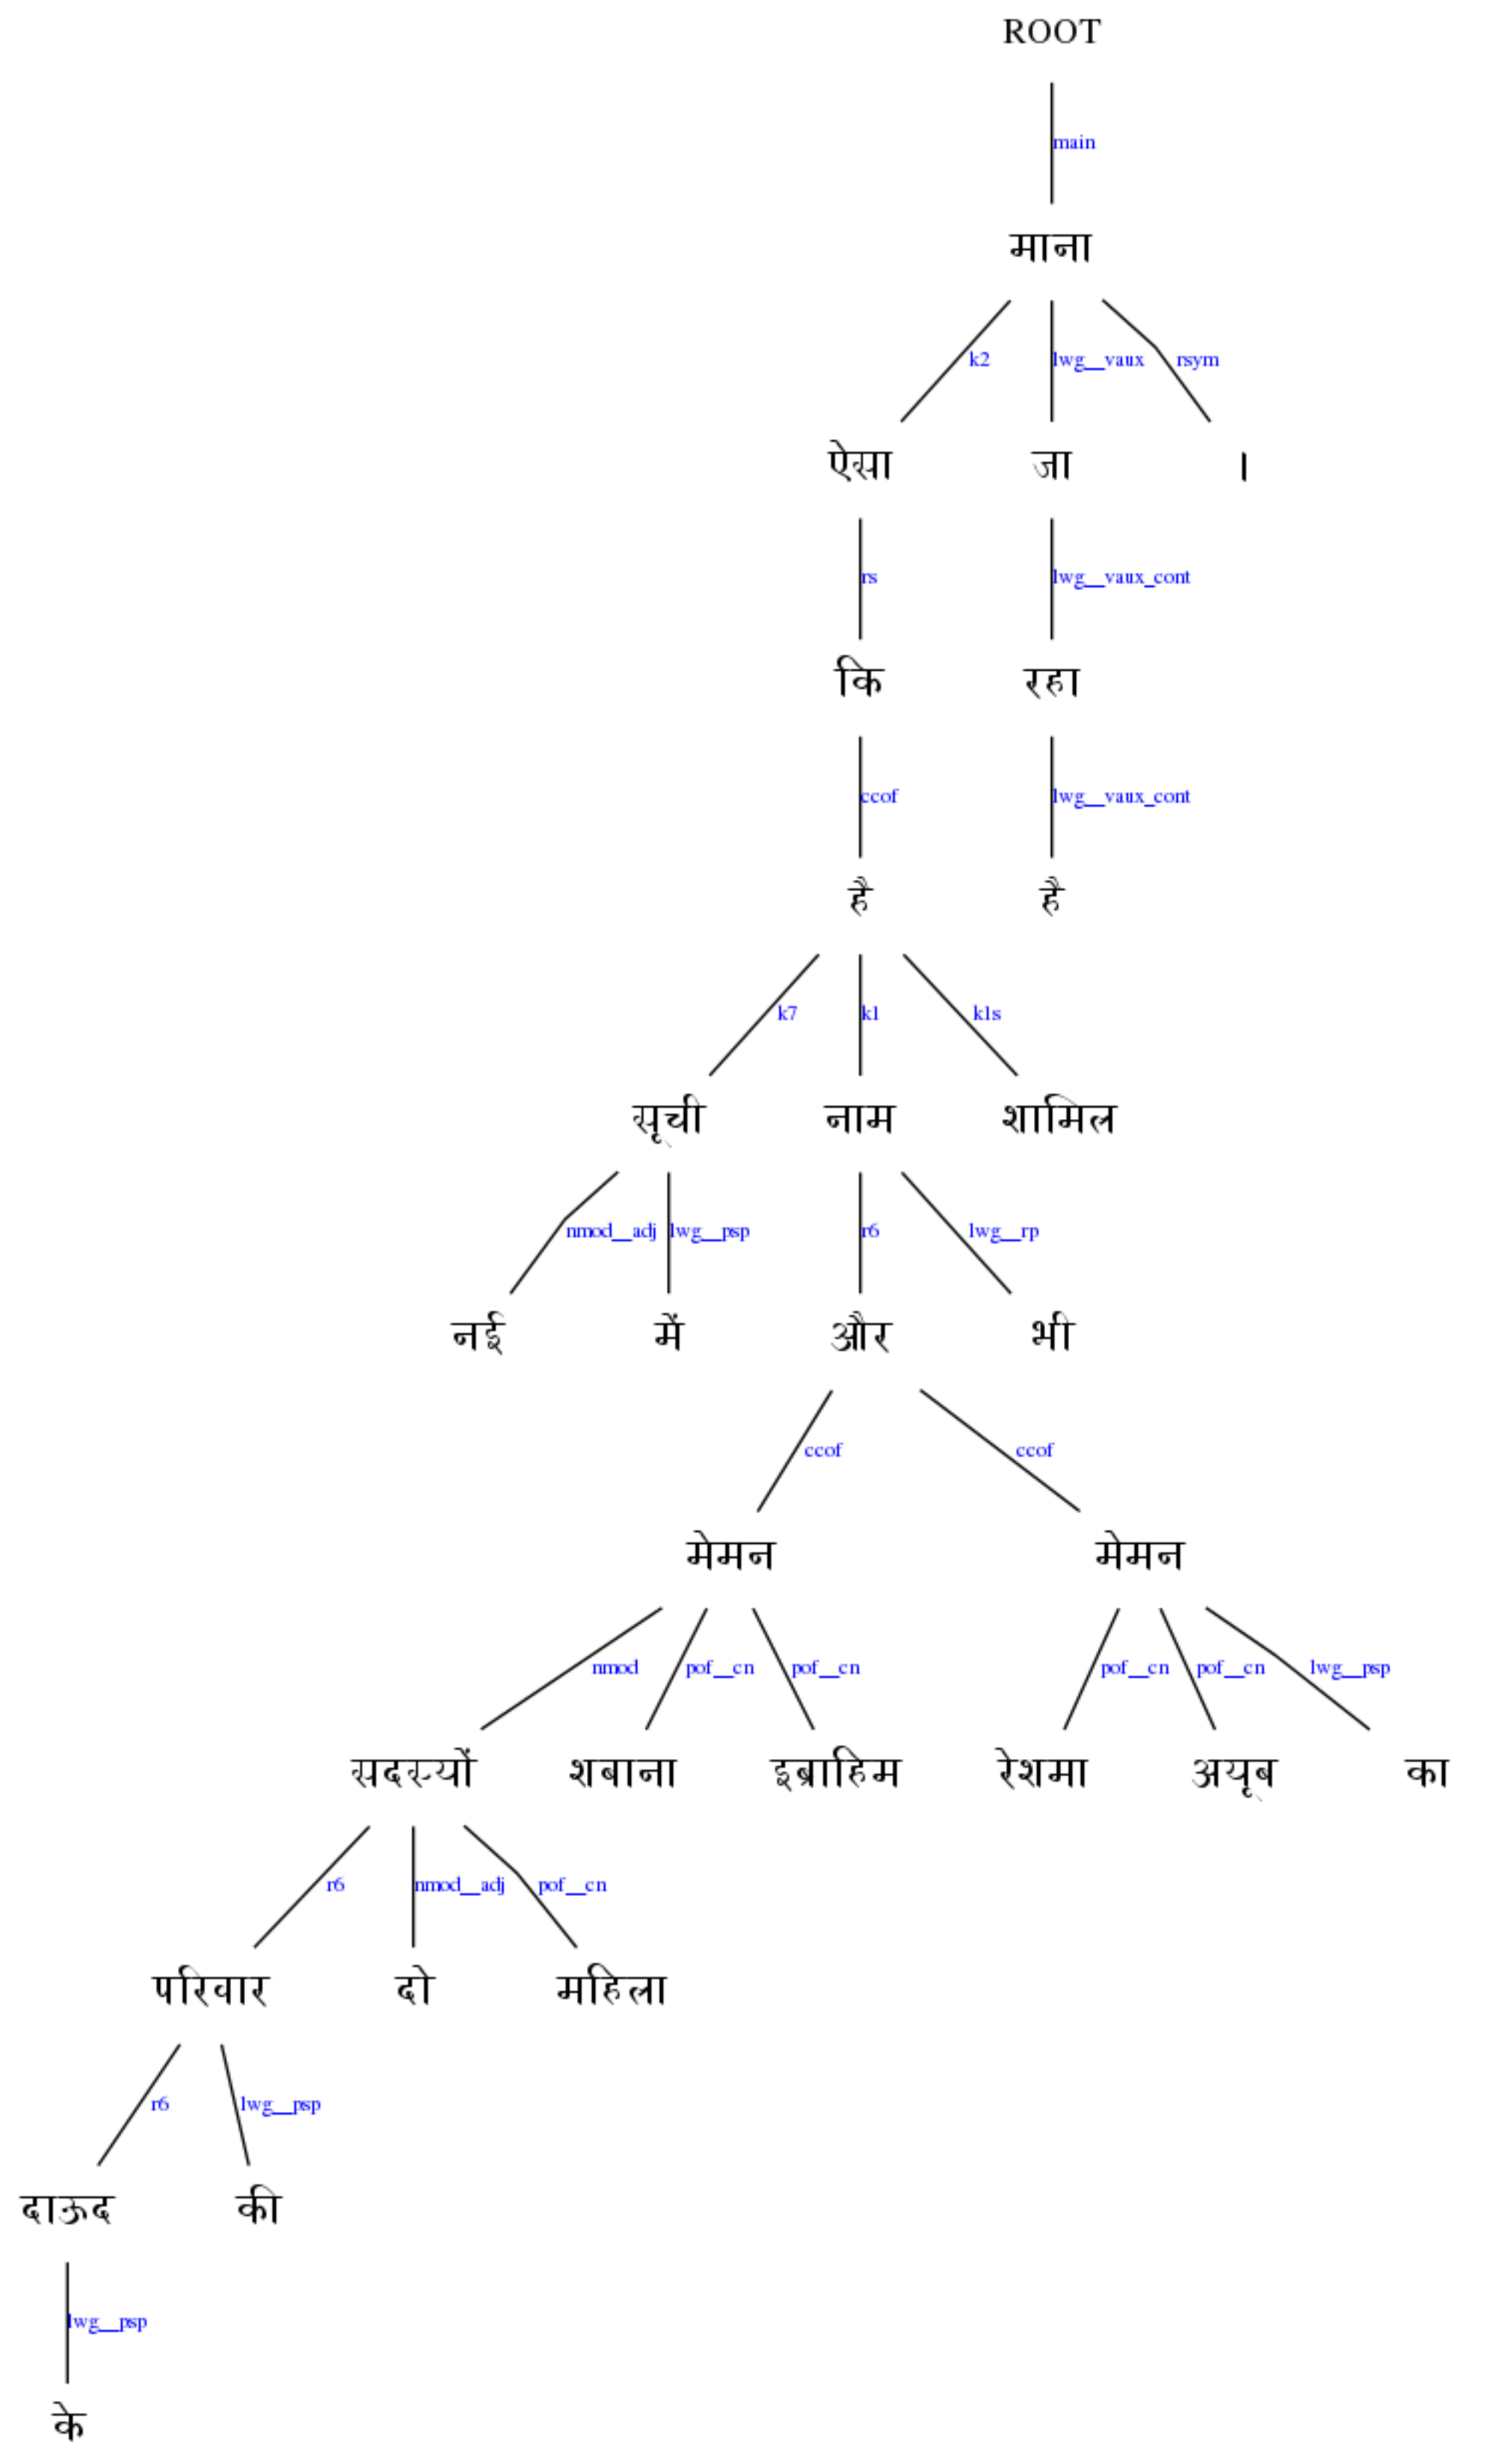 ROOT
main
माना
k2 lwg__vaux rsym
ऐसा जा ।
rs lwg__vaux_cont
कि रहा
ccof lwg__vaux_cont
है है
k7 k1 k1s
सूची नाम शामिल
nmod__adj lwg__psp r6 lwg__rp
नई में और भी
ccof ccof
मेमन मेमन
nmod pof__cn pof__cn pof__cn pof__cn lwg__psp
सदस्यों शबाना इब्राहिम रेशमा अयूब का
r6 nmod__adj pof__cn
परिवार दो महिला
r6 lwg__psp
दाऊद की
lwg__psp
के